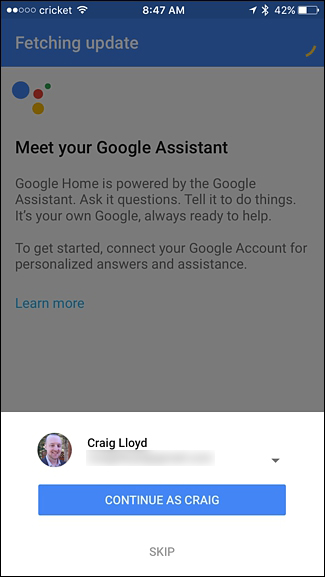 cricket 8:47 AM 42%
Fetching update
Meet your Google Assistant
Google Home is powered by the Google
Assistant. Ask it questions. Tell it to do things.
It's your own Google, always ready to help.
To get started, connect your Google Account for
personalized answers and assistance.
Learn more
Craig Lloyd
CONTINUE AS CRAIG
SKIP